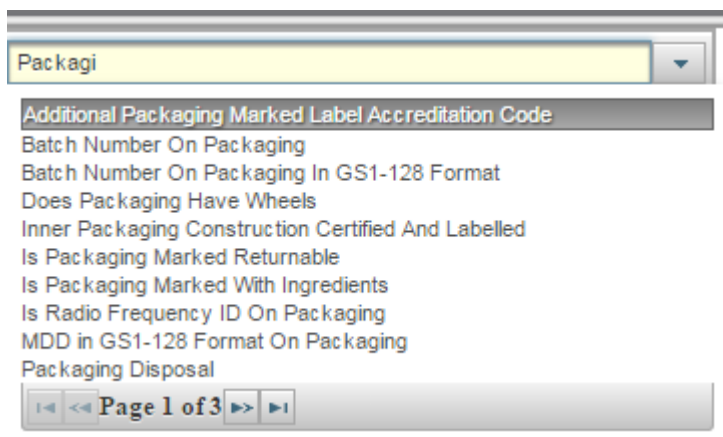 Packagi
Additional Packaging Marked Label Accreditation Code
Batch Number On Packaging
Batch Number On Packaging In GS1-128 Format
Does Packaging Have Wheels
Inner Packaging Construction Certified And Labelled
Is Packaging Marked Returnable
Is Packaging Marked With Ingredients
Is Radio Frequency ID On Packaging
MDD in GS1-128 Format On Packaging
Packaging Disposal
Page 1 of 3